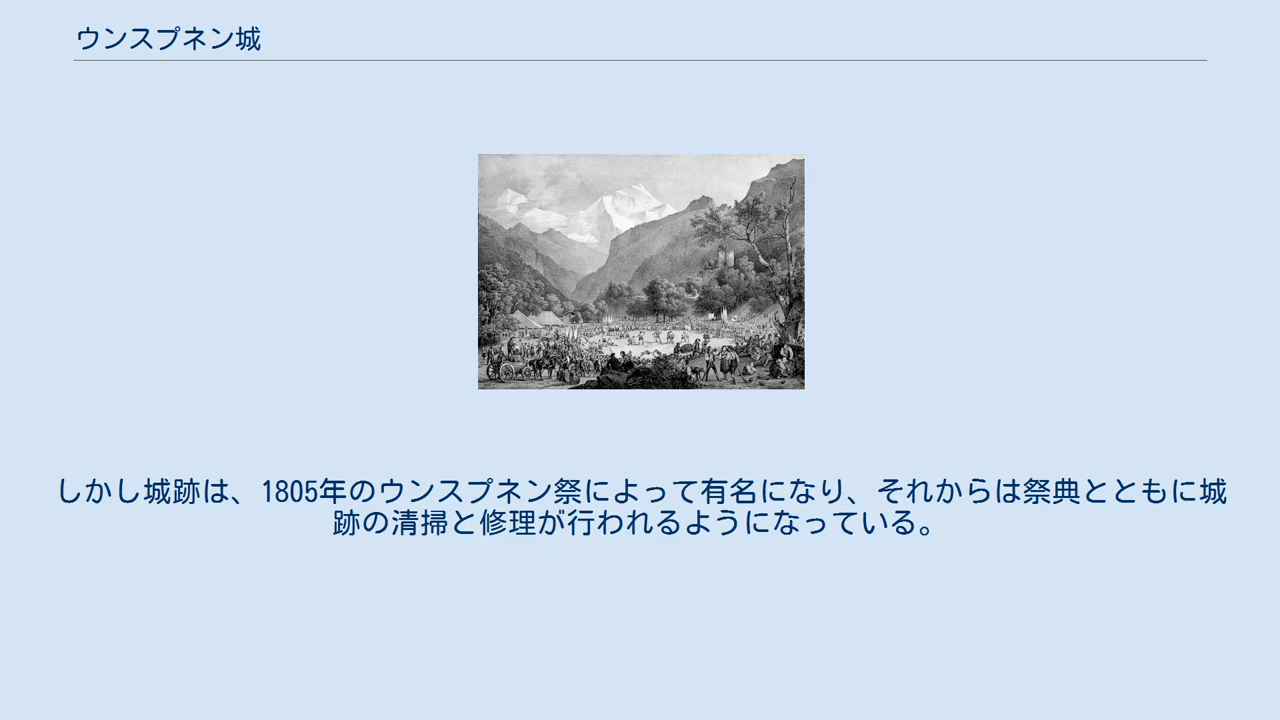 ウンスプネン城
しかし城跡は、1805年のウンスプネン祭によって有名になり、それからは祭典とともに城
跡の清掃と修理が行われるようになっている。